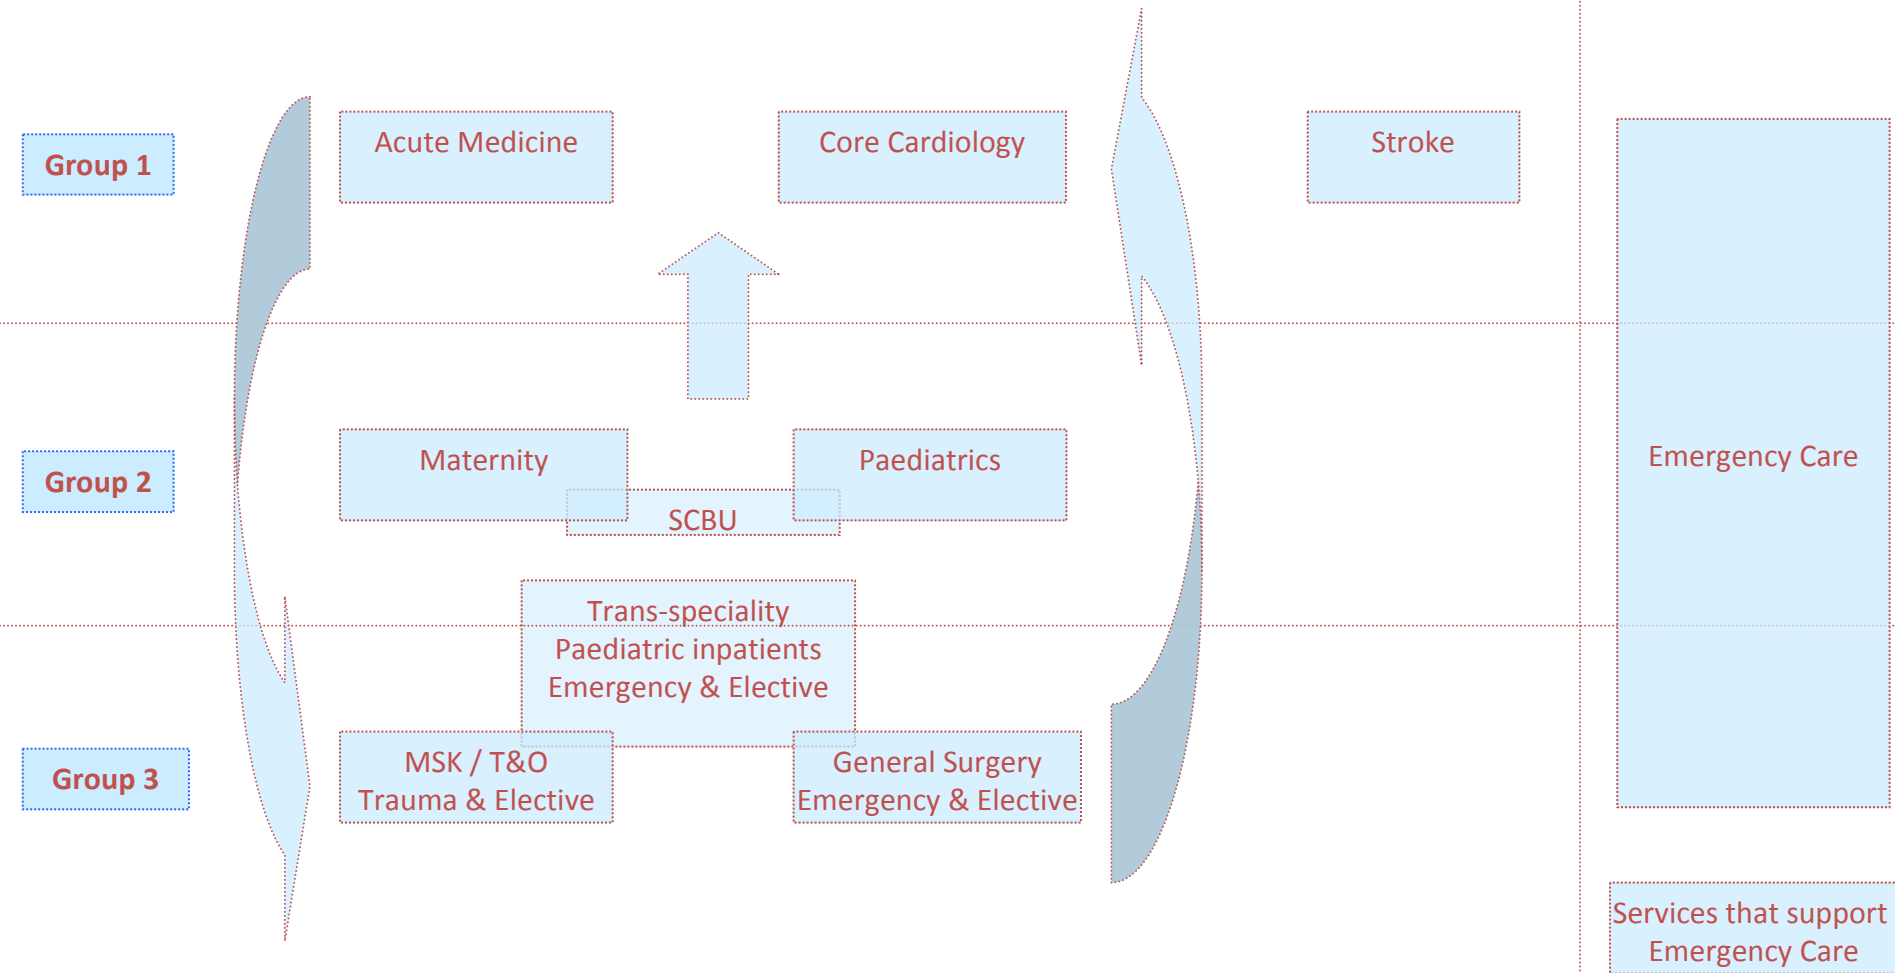 Group 1
Acute Medicine
Core Cardiology
Stroke
Group 2
Maternity
Paediatrics
SCBU
Emergency Care
Trans-speciality
Paediatric inpatients
Emergency & Elective
Group 3
MSK / T&O
Trauma & Elective
General Surgery
Emergency & Elective
Services that support
Emergency Care